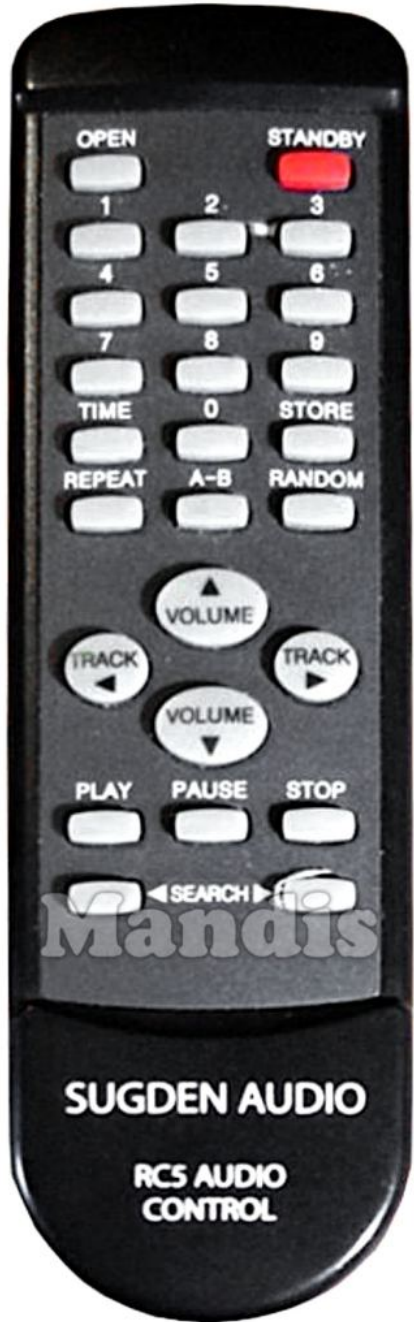 OPEN STANDBY
1 2 3
4 5 6
7 8 9
TIME 0 STORE
REPEAT A-B RANDOM
▲
VOLUME
TRACK TRACK
◀ ▶
VOLUME
▼
PLAY PAUSE STOP
◀SEARCH▶
Mandis
SUGDEN AUDIO
RC5 AUDIO
CONTROL